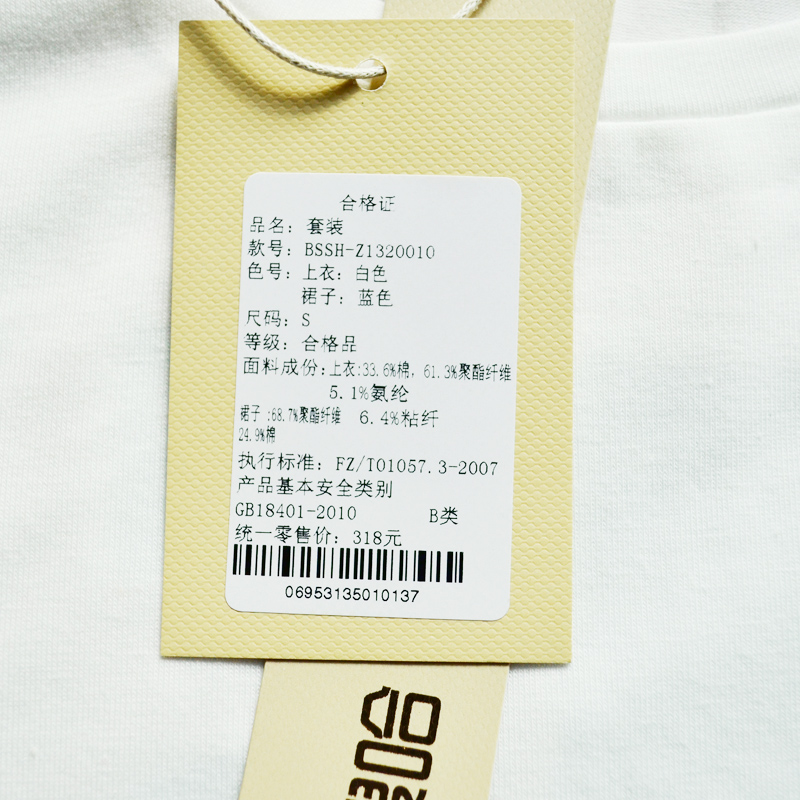 合格证
品名：套装
款号：BSSH-Z1320010
色号：上衣：白色
裙子：蓝色
尺码：S
等级：合格品
面料成份：上衣:33.6%棉，61.3%聚酯纤维
5.1%氨纶
裙子:68.7%聚酯纤维 6.4%粘纤
24.9%棉
执行标准：FZ/T01057.3-2007
产品基本安全类别
GB18401-2010 B类
统一零售价：318元
06953135010137